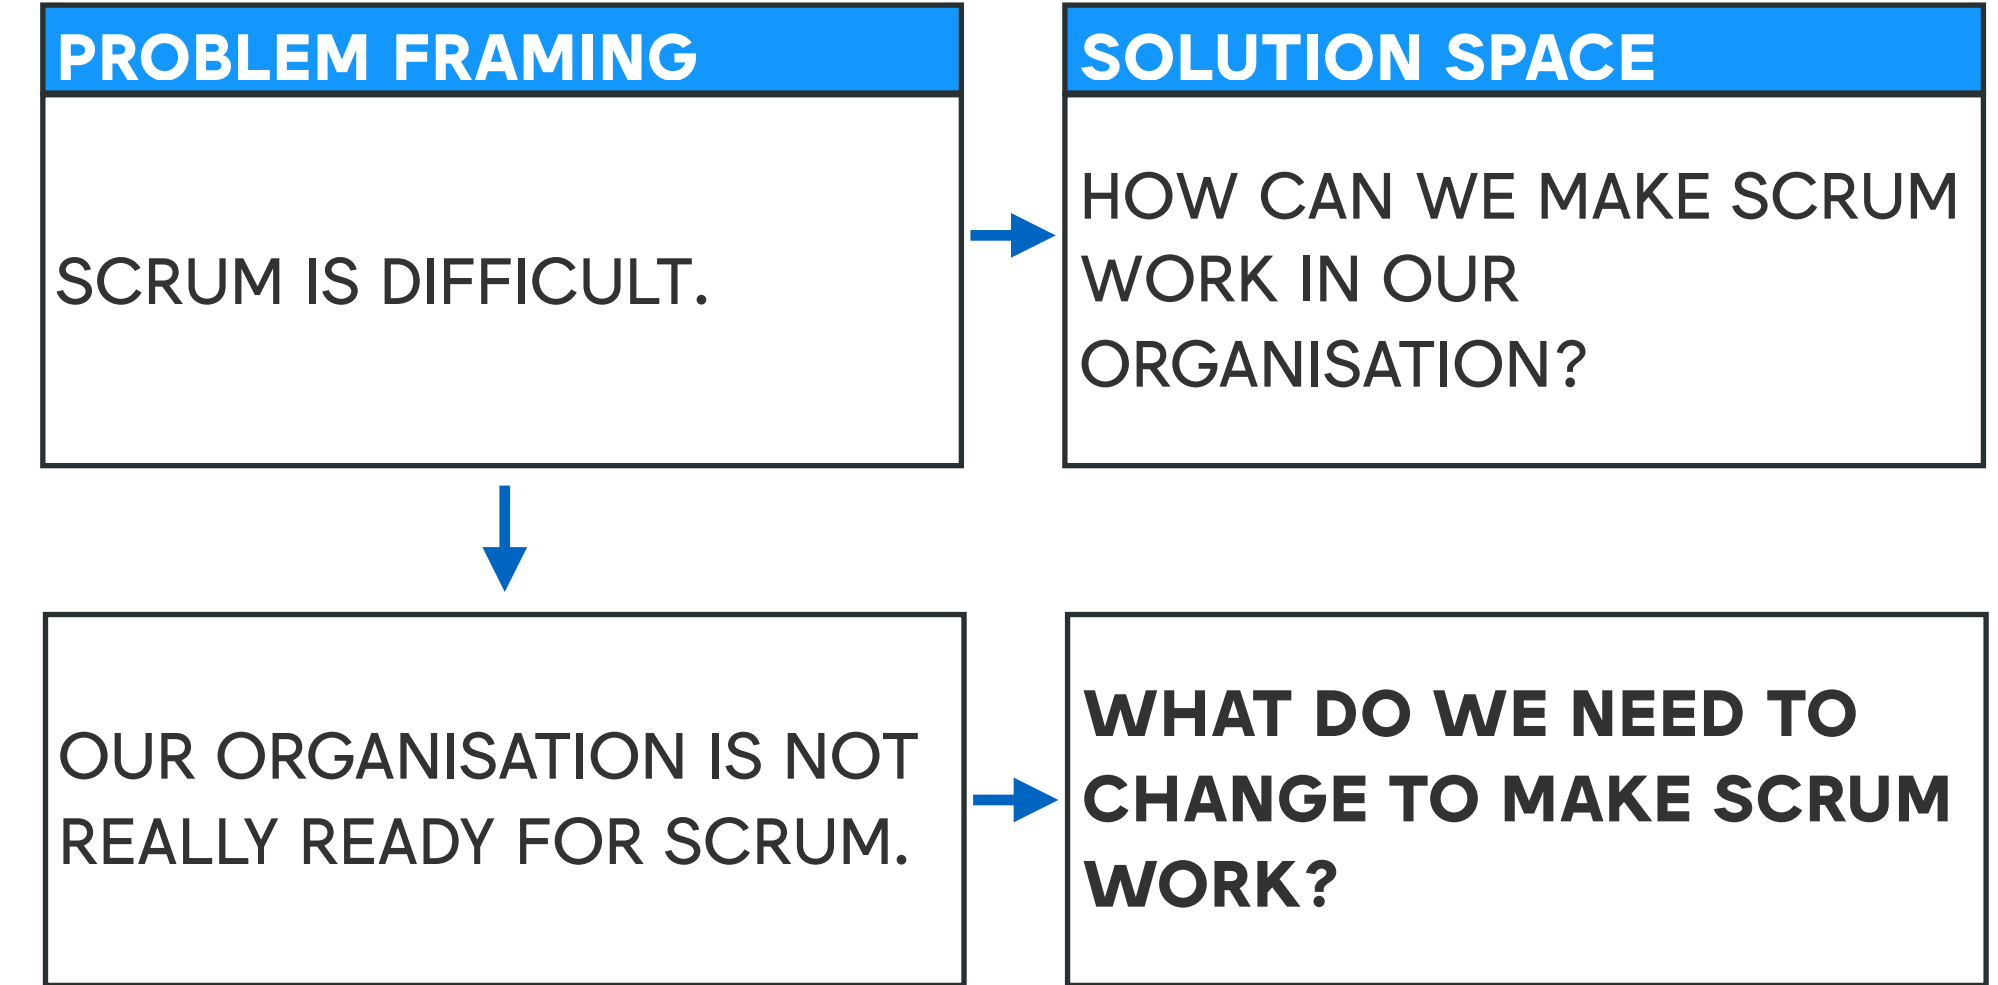 PROBLEM FRAMING
SCRUM IS DIFFICULT.
SOLUTION SPACE
HOW CAN WE MAKE SCRUM
WORK IN OUR
ORGANISATION?
OUR ORGANISATION IS NOT
REALLY READY FOR SCRUM.
WHAT DO WE NEED TO
CHANGE TO MAKE SCRUM
WORK?